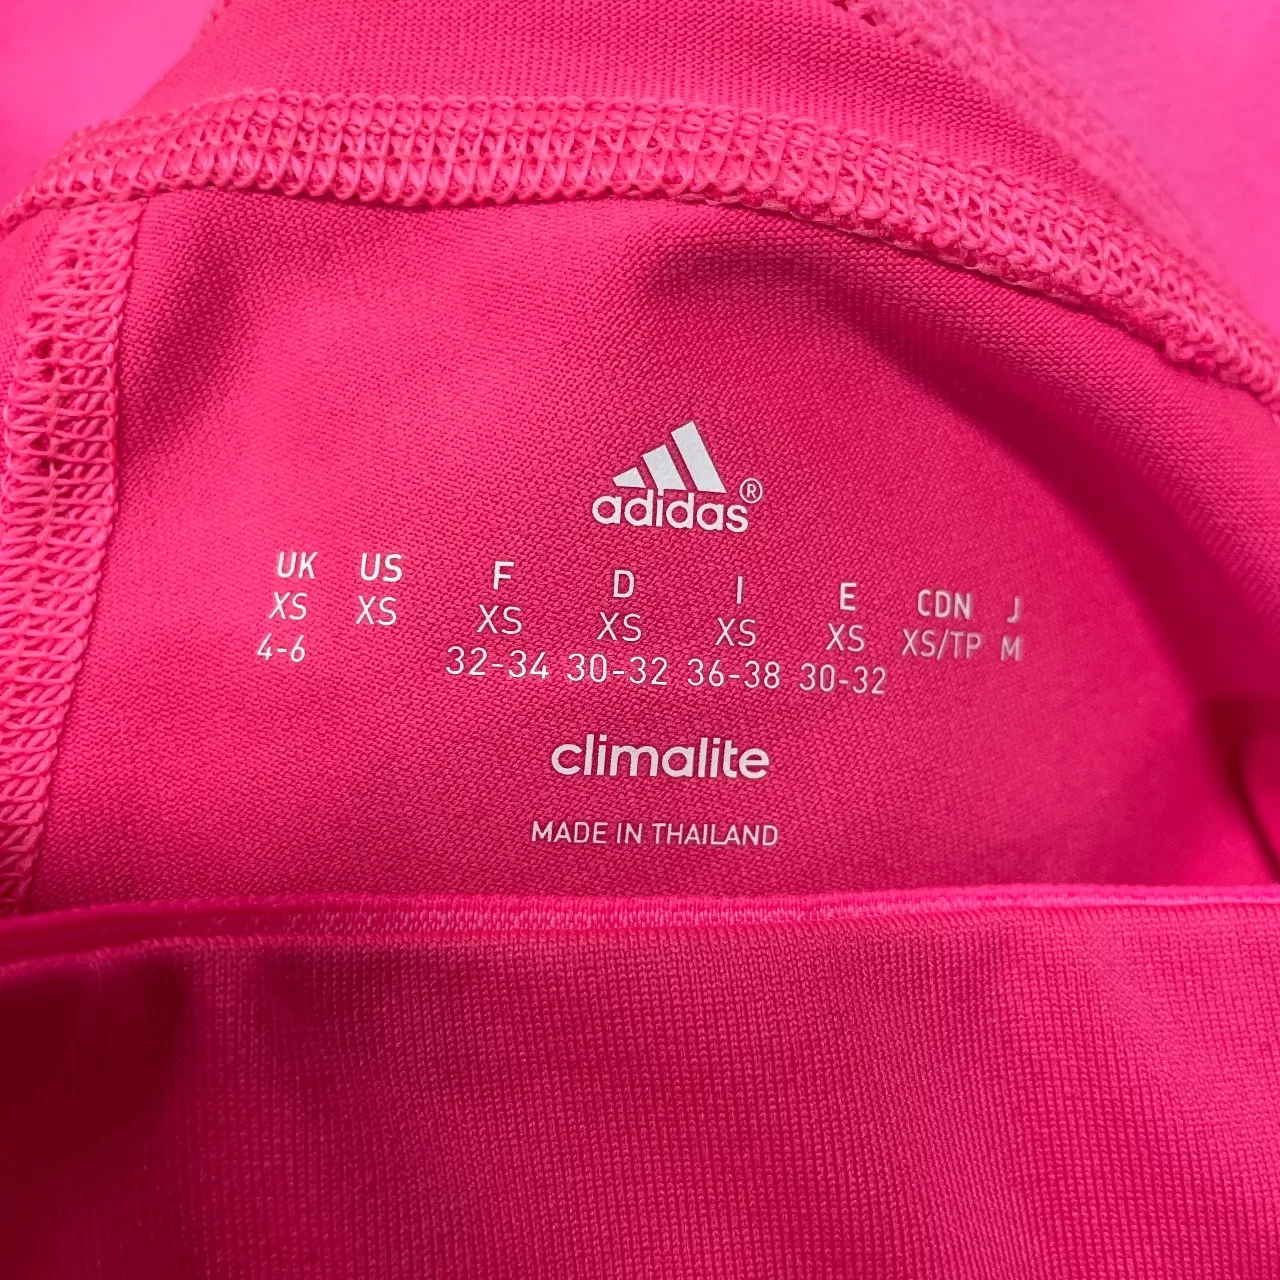 adidas®
UK US F D I E CDN J
XS XS XS XS XS XS XS/TP M
4-6 32-34 30-32 36-38 30-32
climalite
MADE IN THAILAND